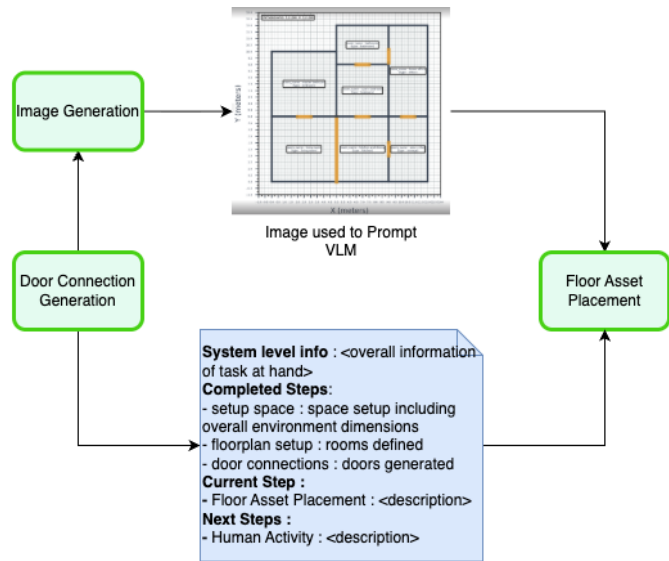 Image Generation
Y (meters)
X (meters)
Image used to Prompt
VLM
Door Connection
Generation
Floor Asset
Placement
System level info : <overall information
of task at hand>
Completed Steps:
- setup space : space setup including
overall environment dimensions
- floorplan setup : rooms defined
- door connections : doors generated
Current Step :
- Floor Asset Placement : <description>
Next Steps :
- Human Activity : <description>